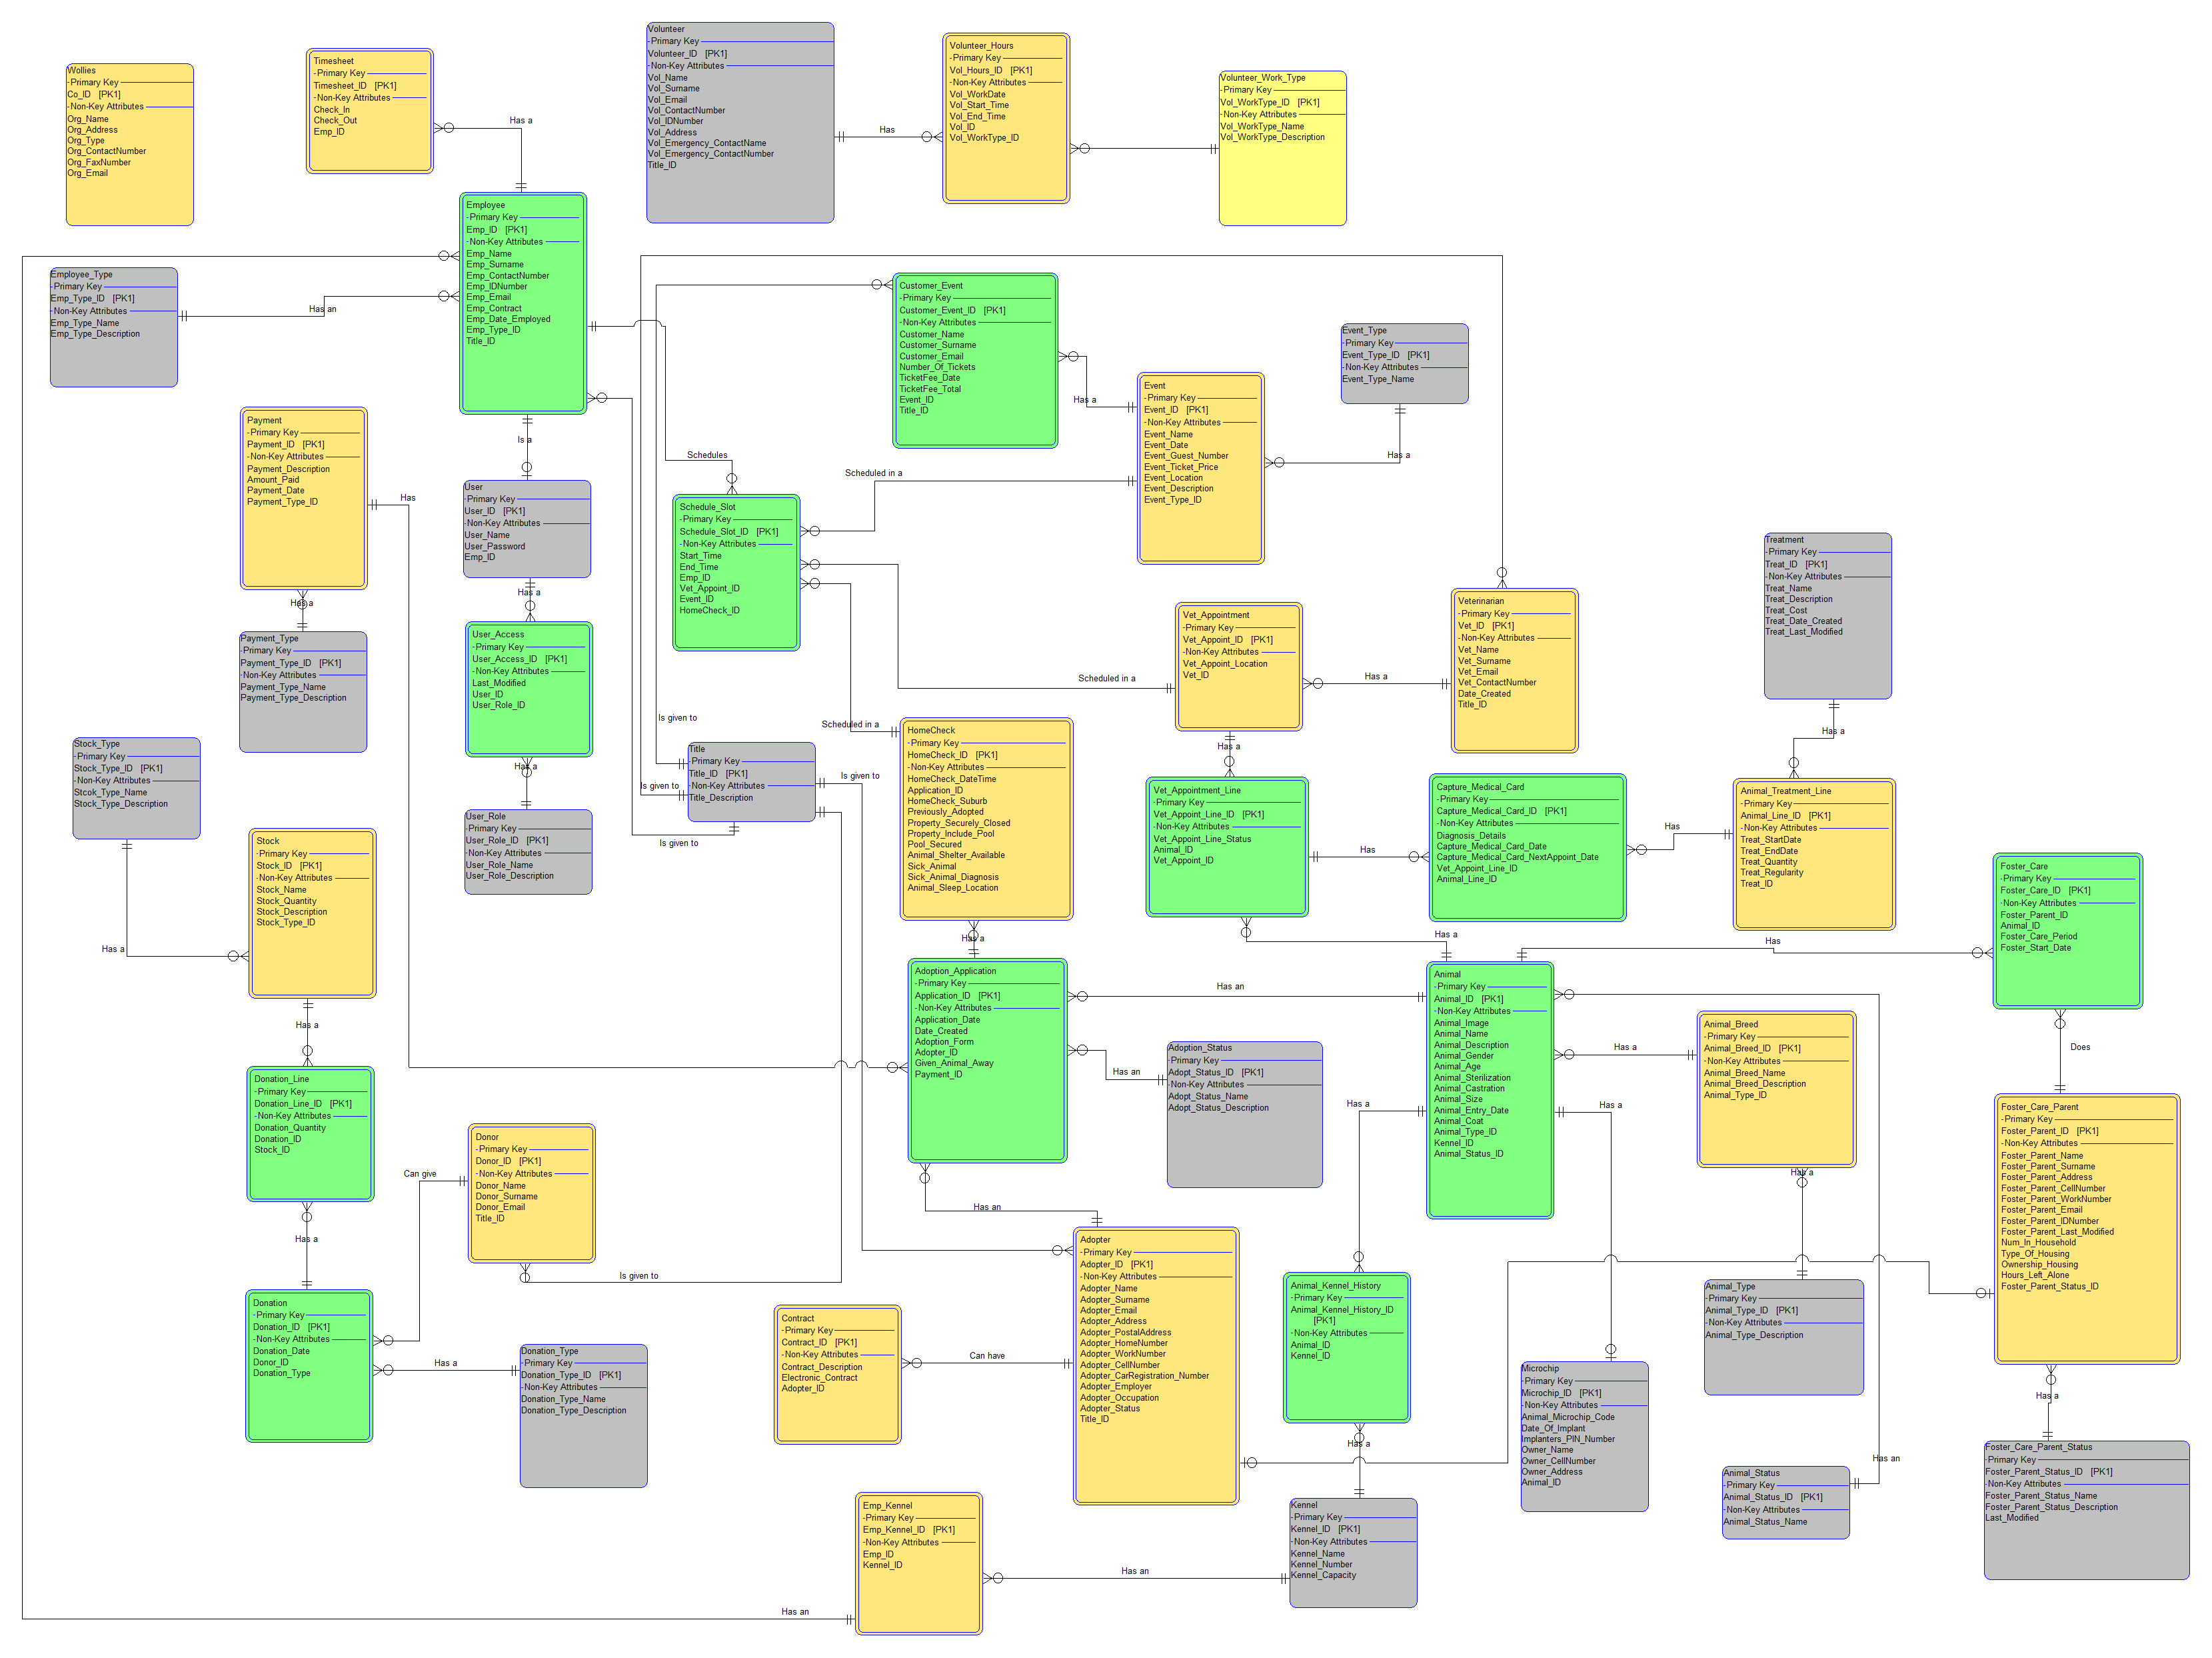 Wollies
Primary Key
Co_ID [PK1]
Non-Key Attributes
Org_Name
Org_Address
Org_Type
Org_ContactNumber
Org_FaxNumber
Org_Email
Timesheet
Primary Key
Timesheet_ID [PK1]
Non-Key Attributes
Check_In
Check_Out
Emp_ID
Has a
Volunteer
Primary Key
Volunteer_ID [PK1]
Non-Key Attributes
Vol_Name
Vol_Surname
Vol_Email
Vol_ContactNumber
Vol_IDNumber
Vol_Address
Vol_Emergency_ContactName
Vol_Emergency_ContactNumber
Title_ID
Has
Volunteer_Hours
Primary Key
Vol_Hours_ID [PK1]
Non-Key Attributes
Vol_WorkDate
Vol_Start_Time
Vol_End_Time
Vol_ID
Vol_WorkType_ID
Volunteer_Work_Type
Primary Key
Vol_WorkType_ID [PK1]
Non-Key Attributes
Vol_WorkType_Name
Vol_WorkType_Description
Employee
Primary Key
Emp_ID [PK1]
Non-Key Attributes
Emp_Name
Emp_Surname
Emp_ContactNumber
Emp_IDNumber
Emp_Email
Emp_Contract
Emp_Date_Employed
Emp_Type_ID
Title_ID
Employee_Type
Primary Key
Emp_Type_ID [PK1]
Non-Key Attributes
Emp_Type_Name
Emp_Type_Description
Has an
Customer_Event
Primary Key
Customer_Event_ID [PK1]
Non-Key Attributes
Customer_Name
Customer_Surname
Customer_Email
Number_Of_Tickets
TicketFee_Date
TicketFee_Total
Event_ID
Title_ID
Has a
Event_Type
Primary Key
Event_Type_ID [PK1]
Non-Key Attributes
Event_Type_Name
Has a
Event
Primary Key
Event_ID [PK1]
Non-Key Attributes
Event_Name
Event_Date
Event_Guest_Number
Event_Ticket_Price
Event_Location
Event_Description
Event_Type_ID
Payment
Primary Key
Payment_ID [PK1]
Non-Key Attributes
Payment_Description
Amount_Paid
Payment_Date
Payment_Type_ID
Has
Has a
Is a
Schedules
Scheduled in a
User
Primary Key
User_ID [PK1]
Non-Key Attributes
User_Name
User_Password
Emp_ID
Has a
Schedule_Slot
Primary Key
Schedule_Slot_ID [PK1]
Non-Key Attributes
Start_Time
End_Time
Emp_ID
Vet_Appoint_ID
Event_ID
HomeCheck_ID
Treatment
Primary Key
Treat_ID [PK1]
Non-Key Attributes
Treat_Name
Treat_Description
Treat_Cost
Treat_Date_Created
Treat_Last_Modified
Has a
Vet_Appointment
Primary Key
Vet_Appoint_ID [PK1]
Non-Key Attributes
Vet_Appoint_Location
Vet_ID
Scheduled in a
Has a
Has a
Veterinarian
Primary Key
Vet_ID [PK1]
Non-Key Attributes
Vet_Name
Vet_Surname
Vet_Email
Vet_ContactNumber
Date_Created
Title_ID
Payment_Type
Primary Key
Payment_Type_ID [PK1]
Non-Key Attributes
Payment_Type_Name
Payment_Type_Description
User_Access
Primary Key
User_Access_ID [PK1]
Non-Key Attributes
Last_Modified
User_ID
User_Role_ID
Has a
Is given to
Is given to
Is given to
Is given to
Scheduled in a
Title
Primary Key
Title_ID [PK1]
Non-Key Attributes
Title_Description
HomeCheck
Primary Key
HomeCheck_ID [PK1]
Non-Key Attributes
HomeCheck_DateTime
Application_ID
HomeCheck_Suburb
Previously_Adopted
Property_Securely_Closed
Property_Include_Pool
Pool_Secured
Animal_Shelter_Available
Sick_Animal
Sick_Animal_Diagnosis
Animal_Sleep_Location
Has a
Stock_Type
Primary Key
Stock_Type_ID [PK1]
Non-Key Attributes
Stcok_Type_Name
Stock_Type_Description
Has a
User_Role
Primary Key
User_Role_ID [PK1]
Non-Key Attributes
User_Role_Name
User_Role_Description
Vet_Appointment_Line
Primary Key
Vet_Appoint_Line_ID [PK1]
Non-Key Attributes
Vet_Appoint_Line_Status
Animal_ID
Vet_Appoint_ID
Has
Has a
Capture_Medical_Card
Primary Key
Capture_Medical_Card_ID [PK1]
Non-Key Attributes
Diagnosis_Details
Capture_Medical_Card_Date
Capture_Medical_Card_NextAppoint_Date
Vet_Appoint_Line_ID
Animal_Line_ID
Has
Animal_Treatment_Line
Primary Key
Animal_Line_ID [PK1]
Non-Key Attributes
Treat_StartDate
Treat_EndDate
Treat_Quantity
Treat_Regularity
Treat_ID
Stock
Primary Key
Stock_ID [PK1]
Non-Key Attributes
Stock_Name
Stock_Quantity
Stock_Description
Stock_Type_ID
Has a
Foster_Care
Primary Key
Foster_Care_ID [PK1]
Non-Key Attributes
Foster_Parent_ID
Animal_ID
Foster_Care_Period
Foster_Start_Date
Has
Does
Adoption_Application
Primary Key
Application_ID [PK1]
Non-Key Attributes
Application_Date
Date_Created
Adoption_Form
Adopter_ID
Given_Animal_Away
Payment_ID
Has an
Has an
Has an
Adoption_Status
Primary Key
Adopt_Status_ID [PK1]
Non-Key Attributes
Adopt_Status_Name
Adopt_Status_Description
Animal
Primary Key
Animal_ID [PK1]
Non-Key Attributes
Animal_Image
Animal_Name
Animal_Description
Animal_Gender
Animal_Age
Animal_Sterilization
Animal_Castration
Animal_Size
Animal_Entry_Date
Animal_Coat
Animal_Type_ID
Kennel_ID
Animal_Status_ID
Has a
Has a
Has a
Animal_Breed
Primary Key
Animal_Breed_ID [PK1]
Non-Key Attributes
Animal_Breed_Name
Animal_Breed_Description
Animal_Type_ID
Has a
Donation_Line
Primary Key
Donation_Line_ID [PK1]
Non-Key Attributes
Donation_Quantity
Donation_ID
Stock_ID
Has a
Donor
Primary Key
Donor_ID [PK1]
Non-Key Attributes
Donor_Name
Donor_Surname
Donor_Email
Title_ID
Can give
Is given to
Foster_Care_Parent
Primary Key
Foster_Parent_ID [PK1]
Non-Key Attributes
Foster_Parent_Name
Foster_Parent_Surname
Foster_Parent_Address
Foster_Parent_CellNumber
Foster_Parent_WorkNumber
Foster_Parent_Email
Foster_Parent_IDNumber
Foster_Parent_Last_Modified
Num_In_Household
Type_Of_Housing
Ownership_Housing
Hours_Left_Alone
Foster_Parent_Status_ID
Has a
Donation
Primary Key
Donation_ID [PK1]
Non-Key Attributes
Donation_Date
Donor_ID
Donation_Type
Has a
Donation_Type
Primary Key
Donation_Type_ID [PK1]
Non-Key Attributes
Donation_Type_Name
Donation_Type_Description
Contract
Primary Key
Contract_ID [PK1]
Non-Key Attributes
Contract_Description
Electronic_Contract
Adopter_ID
Can have
Adopter
Primary Key
Adopter_ID [PK1]
Non-Key Attributes
Adopter_Name
Adopter_Surname
Adopter_Email
Adopter_Address
Adopter_PostalAddress
Adopter_HomeNumber
Adopter_WorkNumber
Adopter_CellNumber
Adopter_CarRegistration_Number
Adopter_Employer
Adopter_Occupation
Adopter_Status
Title_ID
Animal_Kennel_History
Primary Key
Animal_Kennel_History_ID
[PK1]
Non-Key Attributes
Animal_ID
Kennel_ID
Has a
Microchip
Primary Key
Microchip_ID [PK1]
Non-Key Attributes
Animal_Microchip_Code
Date_Of_Implant
Implanters_PIN_Number
Owner_Name
Owner_CellNumber
Owner_Address
Animal_ID
Animal_Type
Primary Key
Animal_Type_ID [PK1]
Non-Key Attributes
Animal_Type_Description
Has an
Animal_Status
Primary Key
Animal_Status_ID [PK1]
Non-Key Attributes
Animal_Status_Name
Foster_Care_Parent_Status
Primary Key
Foster_Parent_Status_ID [PK1]
Non-Key Attributes
Foster_Parent_Status_Name
Foster_Parent_Status_Description
Last_Modified
Emp_Kennel
Primary Key
Emp_Kennel_ID [PK1]
Non-Key Attributes
Emp_ID
Kennel_ID
Has an
Has an
Kennel
Primary Key
Kennel_ID [PK1]
Non-Key Attributes
Kennel_Name
Kennel_Number
Kennel_Capacity